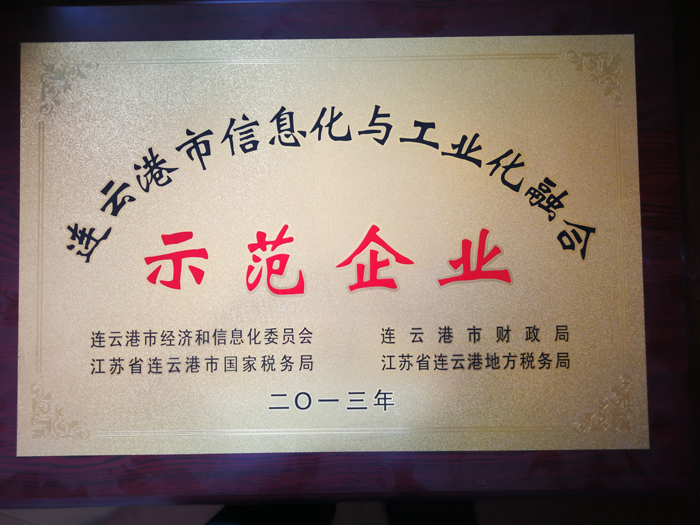 连云港市信息化与工业化融合
示范企业
连云港市经济和信息化委员会 连云港市财政局
江苏省连云港市国家税务局 江苏省连云港地方税务局
二〇一三年